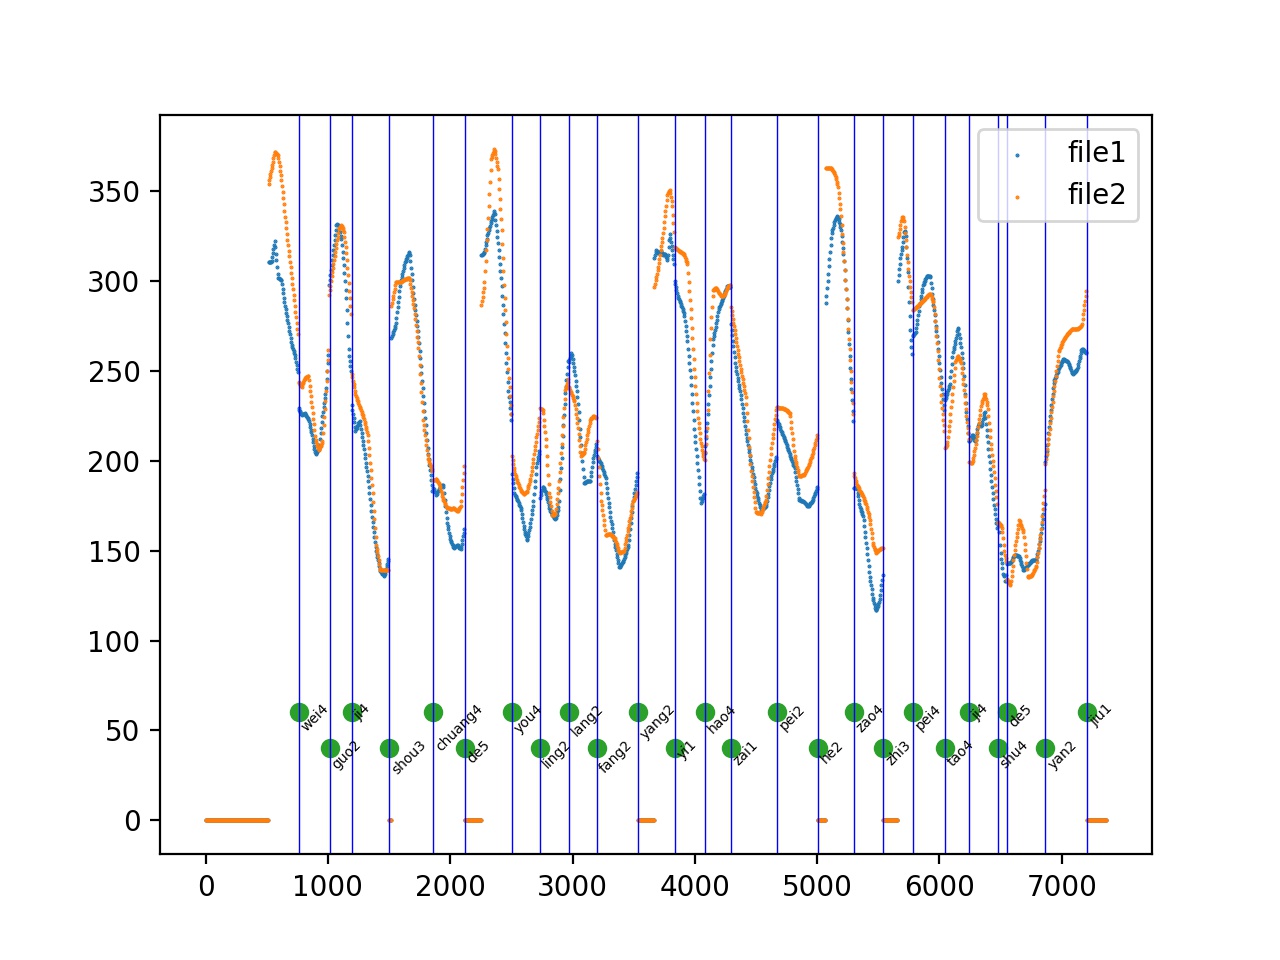 file1
file2
350
300
250
200
150
100
50
0
wei4
guo2
ji4
shou3
chuang4
de5
you4
ling2
lang2
fang2
yang2
yi1
hao4
zai1
pei2
he2
zao4
zhi3
pei4
tao4
ji4
shu4
de5
yan2
jiu1
0 1000 2000 3000 4000 5000 6000 7000